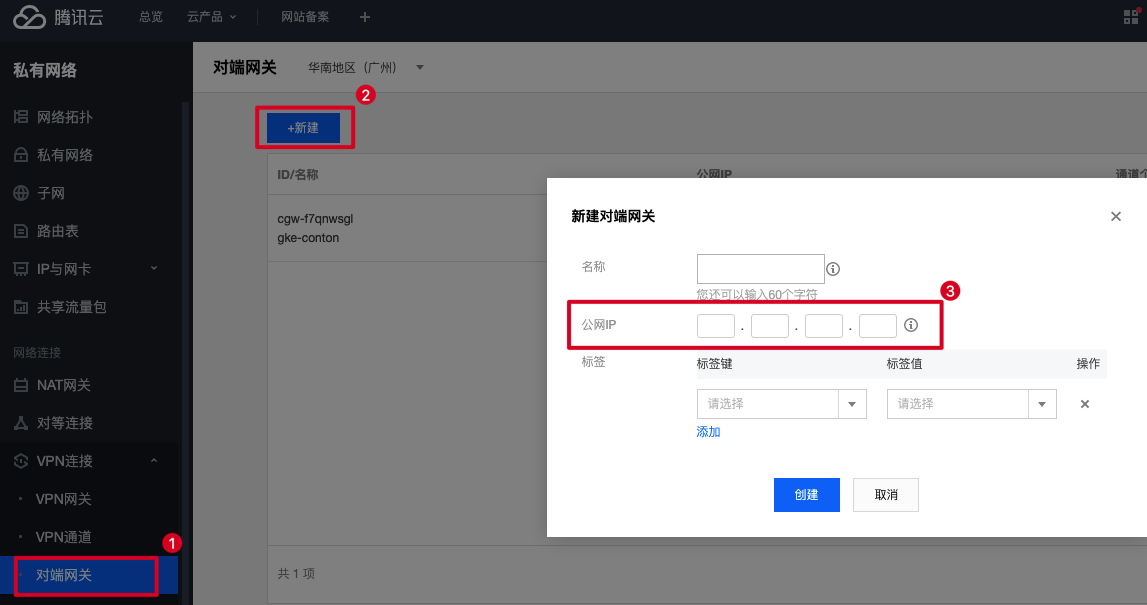 腾讯云 总览 云产品 网站备案
私有网络
网络拓扑
私有网络
子网
路由表
IP与网卡
共享流量包
网络连接
NAT网关
对等连接
VPN连接
VPN网关
VPN通道
1
对端网关
对端网关 华南地区（广州）
2
+新建
ID/名称 公网IP
cgw-f7qnwsgl
gke-conton
共 1 项
新建对端网关
名称
您还可以输入60个字符
3
公网IP . . .
标签 标签键 标签值 操作
请选择 请选择
添加
创建 取消